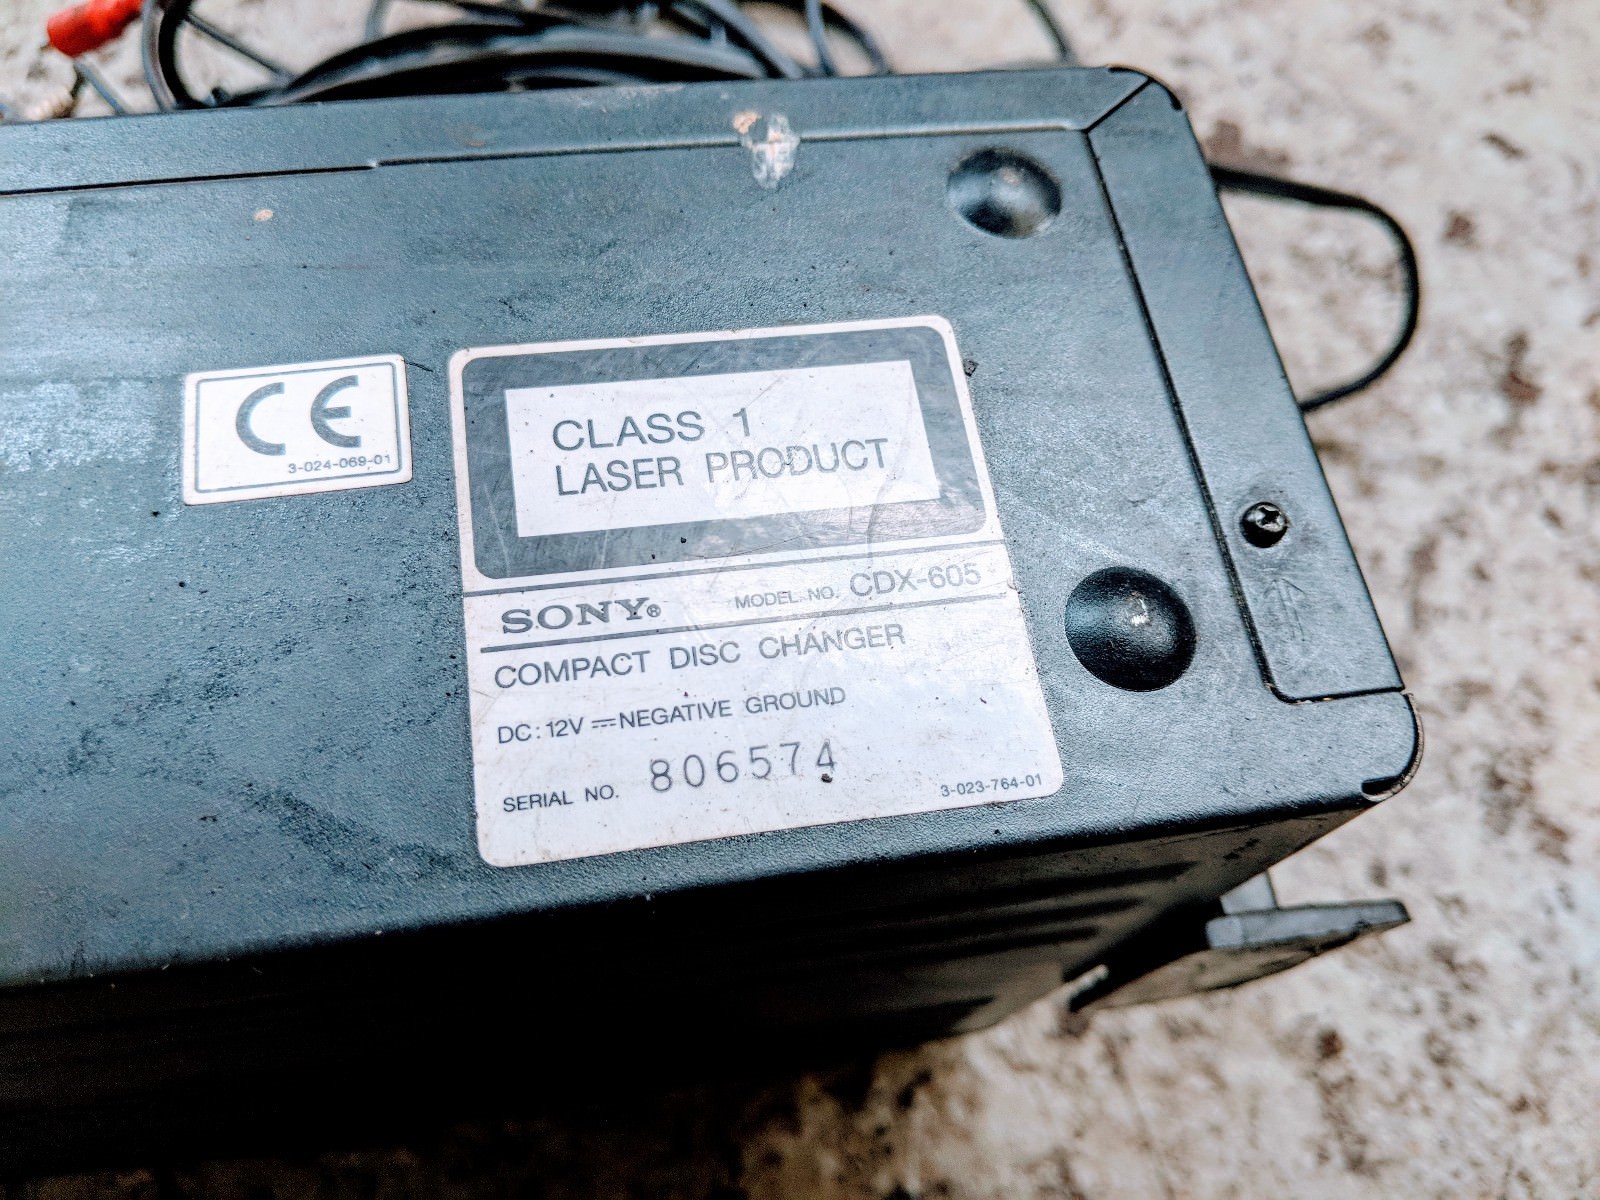 CE
3-024-069-01
CLASS 1
LASER PRODUCT
SONY® MODEL NO. CDX-605
COMPACT DISC CHANGER
DC: 12V ⎓ NEGATIVE GROUND
SERIAL NO. 806574
3-023-764-01